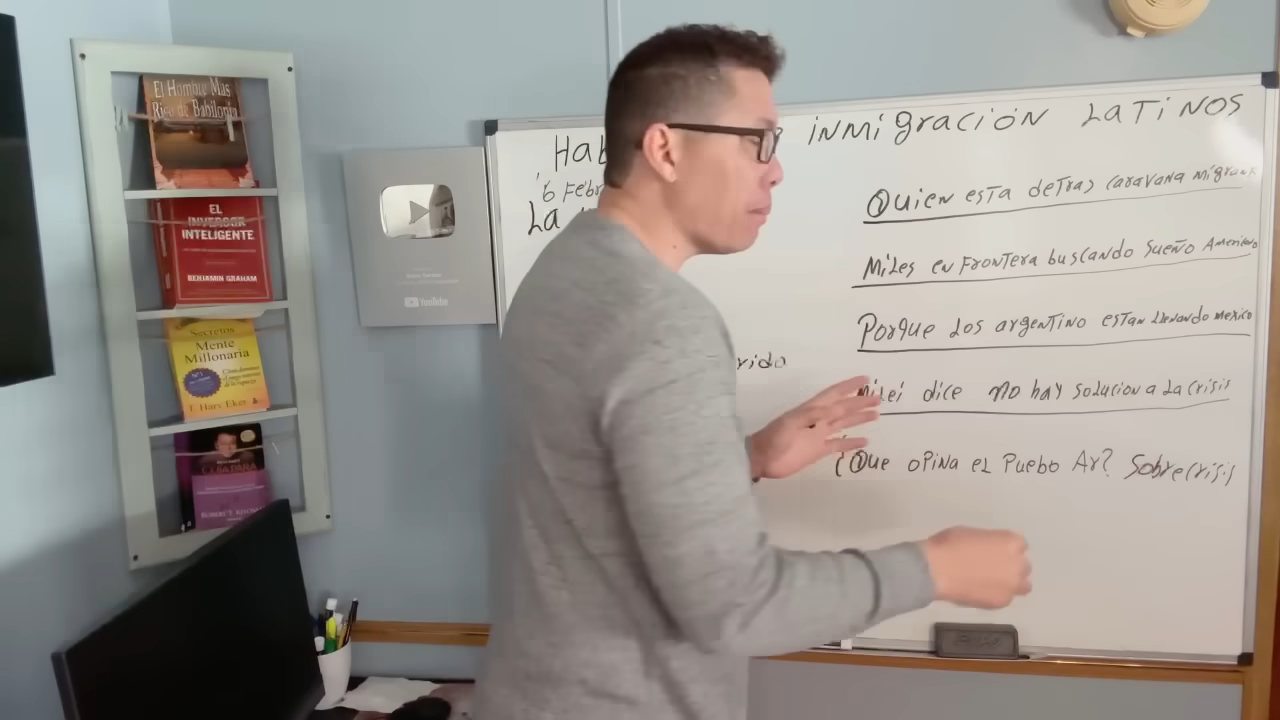 El Hombre Mas
Rico de Babilonia
EL
INVERSOR
INTELIGENTE
BENJAMIN GRAHAM
Secretos
Mente
Millonaria
T. Harv Eker
YouTube
Hab
INMIGRACIÓN LATINOS
6 Febr
La
Quien esta detras caravana migran
Miles en Frontera buscando sueño Americano
Porque Los argentino estan llenando mexico
rido
Milei dice no hay solucion a La crisis
¿Que opina el Puebo Ar? Sobre crisis